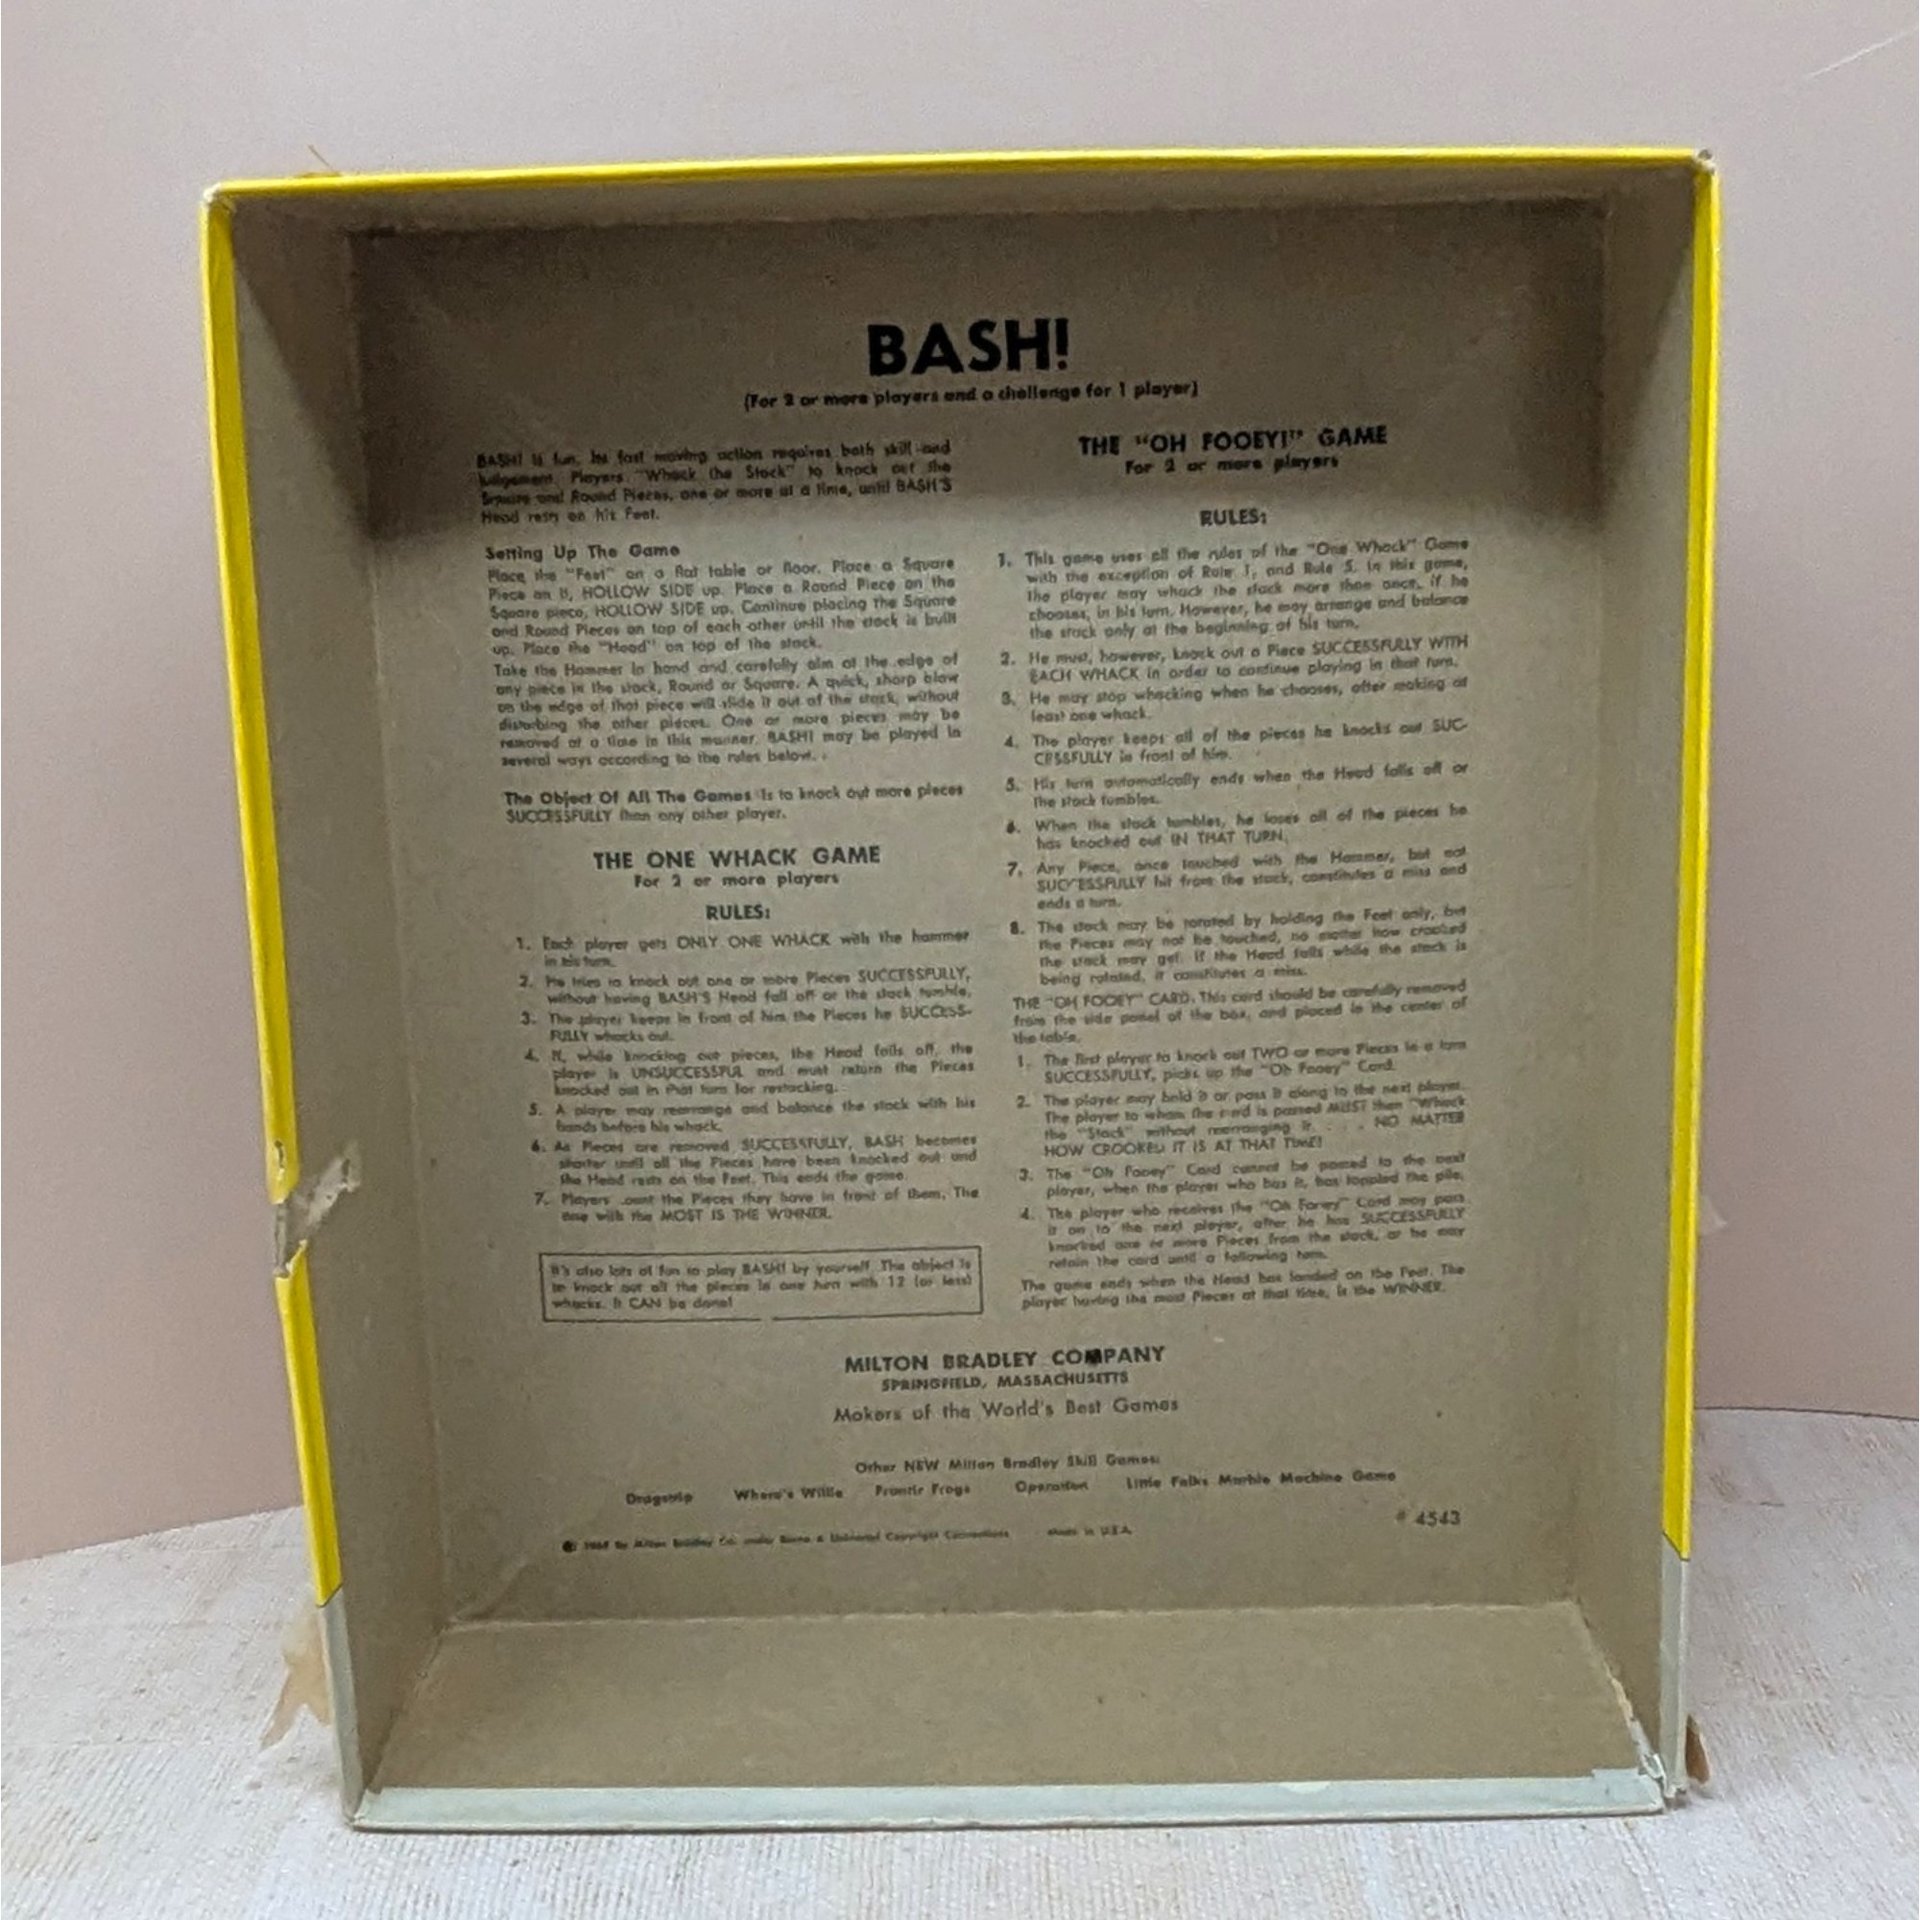 BASH!
(For 2 or more players and a challenge for 1 player)
BASH! is fun. Its fast moving action requires both skill and
judgement. Players "Whack the Stack" to knock out the
Square and Round Pieces, one or more at a time, until BASH'S
Head rests on his Feet.
Setting Up The Game
Place the "Feet" on a flat table or floor. Place a Square
Piece on it, HOLLOW SIDE up. Place a Round Piece on the
Square piece, HOLLOW SIDE up. Continue placing the Square
and Round Pieces on top of each other until the stack is built
up. Place the "Head" on top of the stack.
Take the Hammer in hand and carefully aim at the edge of
any piece in the stack, Round or Square. A quick, sharp blow
on the edge of that piece will slide it out of the stack, without
disturbing the other pieces. One or more pieces may be
removed at a time in this manner. BASH! may be played in
several ways according to the rules below.
The Object Of All The Games is to knock out more pieces
SUCCESSFULLY than any other player.
THE ONE WHACK GAME
For 2 or more players
RULES:
1. Each player gets ONLY ONE WHACK with the hammer
in his turn.
2. He tries to knock out one or more Pieces SUCCESSFULLY,
without having BASH'S Head fall off or the stack tumble.
3. The player keeps in front of him the Pieces he SUCCESS-
FULLY whacks out.
4. If, while knocking out pieces, the Head falls off, the
player is UNSUCCESSFUL and must return the Pieces
knocked out in that turn for restacking.
5. A player may rearrange and balance the stack with his
hands before his whack.
6. As Pieces are removed SUCCESSFULLY, BASH becomes
shorter until all the Pieces have been knocked out and
the Head rests on the Feet. This ends the game.
7. Players count the Pieces they have in front of them. The
one with the MOST IS THE WINNER.
It's also lots of fun to play BASH! by yourself. The object is
to knock out all the pieces in one turn with 12 (or less)
whacks. It CAN be done!
THE "OH FOOEY!" GAME
For 2 or more players
RULES:
1. This game uses all the rules of the "One Whack" Game
with the exception of Rule 1, and Rule 5. In this game,
the player may whack the stack more than once, if he
chooses, in his turn. However, he may arrange and balance
the stack only at the beginning of his turn.
2. He must, however, knock out a Piece SUCCESSFULLY WITH
EACH WHACK in order to continue playing in that turn.
3. He may stop whacking when he chooses, after making at
least one whack.
4. The player keeps all of the pieces he knocks out SUC-
CESSFULLY in front of him.
5. His turn automatically ends when the Head falls off or
the stack tumbles.
6. When the stack tumbles, he loses all of the pieces he
has knocked out IN THAT TURN.
7. Any Piece, once touched with the Hammer, but not
SUCCESSFULLY hit from the stack, constitutes a miss and
ends a turn.
8. The stack may be rotated by holding the Feet only, but
the Pieces may not be touched, no matter how crooked
the stack may get. If the Head falls while the stack is
being rotated, it constitutes a miss.
THE "OH FOOEY" CARD. This card should be carefully removed
from the side panel of the box, and placed in the center of
the table.
1. The first player to knock out TWO or more Pieces in a turn
SUCCESSFULLY, picks up the "Oh Fooey" Card.
2. The player may hold it or pass it along to the next player.
The player to whom the card is passed MUST then "Whack
the "Stack" without rearranging it . . . . NO MATTER
HOW CROOKED IT IS AT THAT TIME!
3. The "Oh Fooey" Card cannot be passed to the next
player, when the player who has it, has toppled the pile.
4. The player who receives the "Oh Fooey" Card may pass
it on to the next player, after he has SUCCESSFULLY
knocked one or more Pieces from the stack, or he may
retain the card until a following turn.
The game ends when the Head has landed on the Feet. The
player having the most Pieces at that time, is the WINNER.
MILTON BRADLEY COMPANY
SPRINGFIELD, MASSACHUSETTS
Makers of the World's Best Games
Other NEW Milton Bradley Skill Games:
Dragstrip Where's Willie Frantic Frogs Operation Little Folks Marble Machine Game
© by Milton Bradley Co. under Berne & Universal Copyright Conventions Made in U.S.A.
# 4543